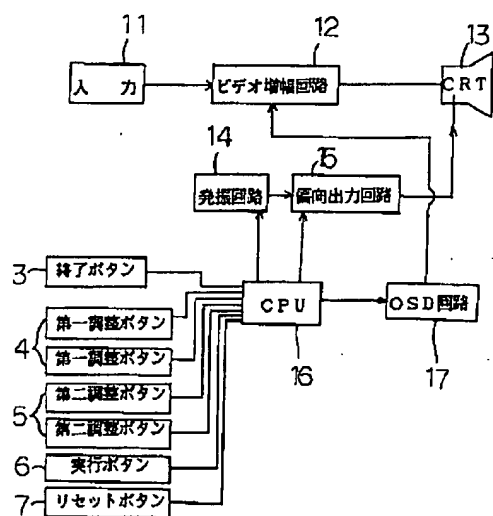 11
入 力
12
ビデオ増幅回路
13
CRT
14
発振回路
15
偏向出力回路
3
終了ボタン
CPU
16
OSD回路
17
4
第一調整ボタン
第一調整ボタン
5
第二調整ボタン
第二調整ボタン
6
実行ボタン
7
リセットボタン